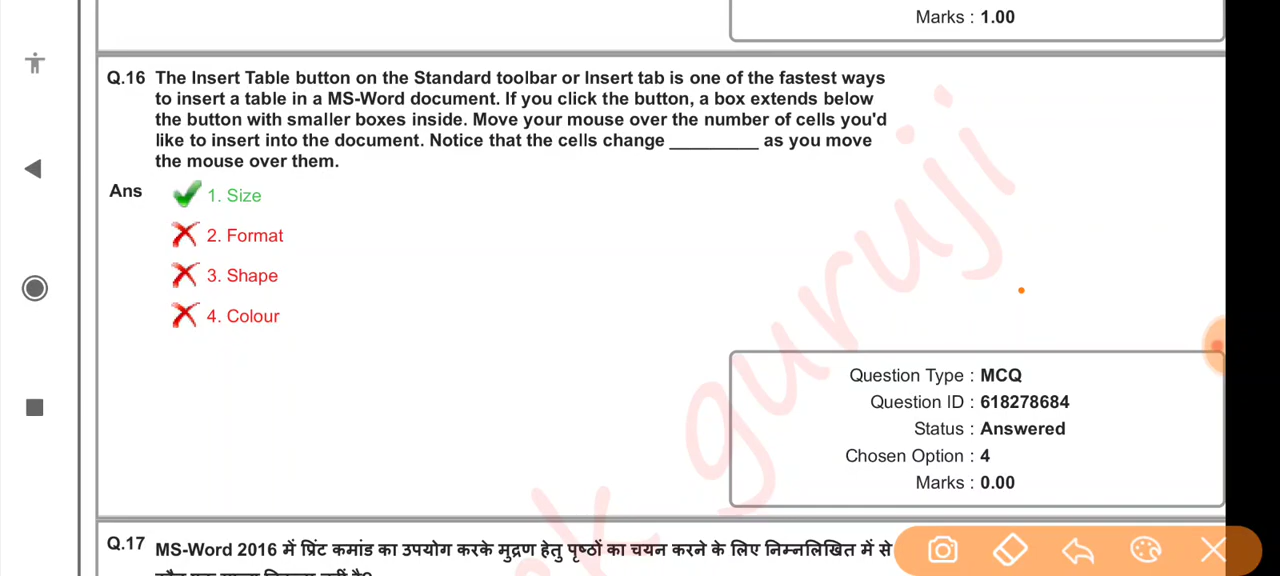 Marks : 1.00
Q.16 The Insert Table button on the Standard toolbar or Insert tab is one of the fastest ways
to insert a table in a MS-Word document. If you click the button, a box extends below
the button with smaller boxes inside. Move your mouse over the number of cells you'd
like to insert into the document. Notice that the cells change _________ as you move
the mouse over them.
Ans 1. Size
2. Format
3. Shape
4. Colour
Question Type : MCQ
Question ID : 618278684
Status : Answered
Chosen Option : 4
Marks : 0.00
k guruji
Q.17 MS-Word 2016 में प्रिंट कमांड का उपयोग करके मुद्रण हेतु पृष्ठों का चयन करने के लिए निम्नलिखित में से